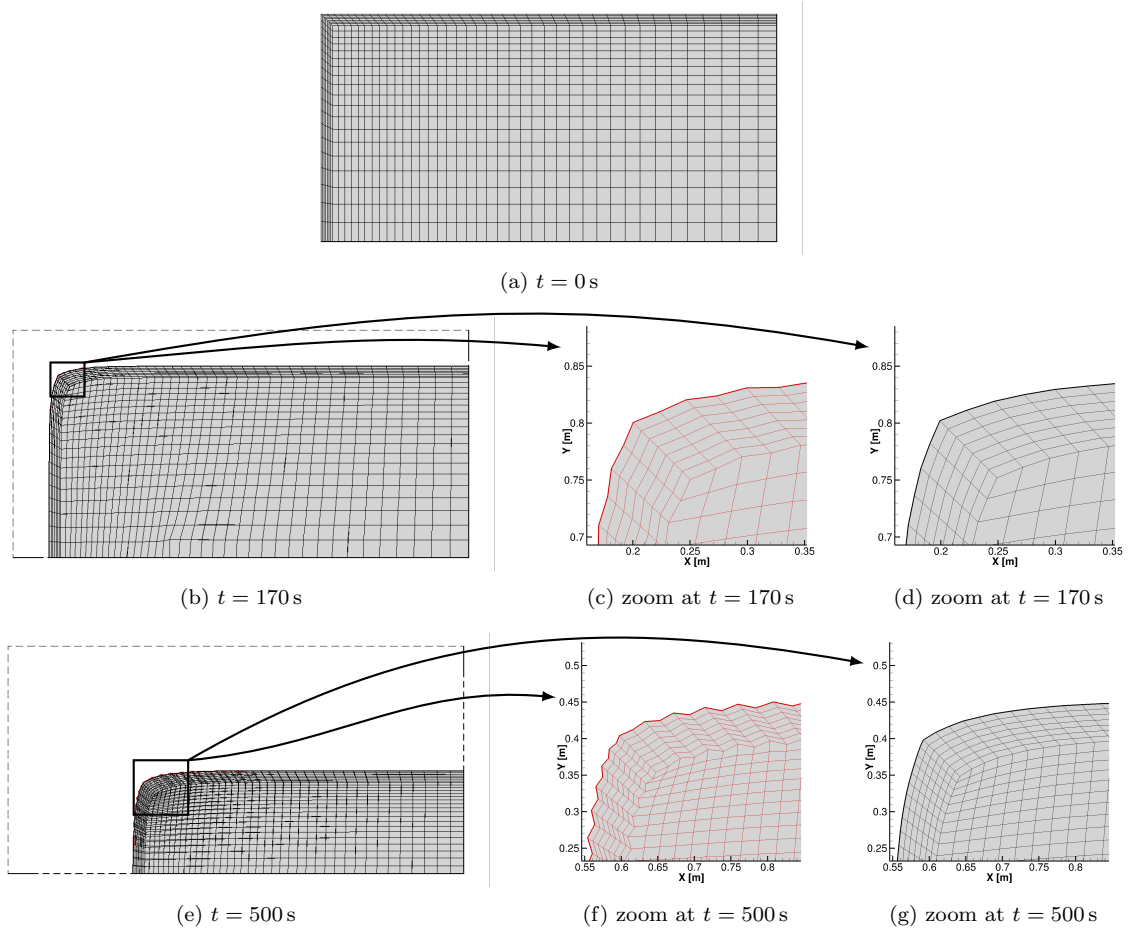 (a) t = 0 s
0.85
0.8
0.75
0.7
Y [m]
0.2 0.25 0.3 0.35
X [m]
0.85
0.8
0.75
0.7
Y [m]
0.2 0.25 0.3 0.35
X [m]
(b) t = 170 s
(c) zoom at t = 170 s
(d) zoom at t = 170 s
0.5
0.45
0.4
0.35
0.3
0.25
Y [m]
0.55 0.6 0.65 0.7 0.75 0.8
X [m]
0.5
0.45
0.4
0.35
0.3
0.25
Y [m]
0.55 0.6 0.65 0.7 0.75 0.8
X [m]
(e) t = 500 s
(f) zoom at t = 500 s
(g) zoom at t = 500 s